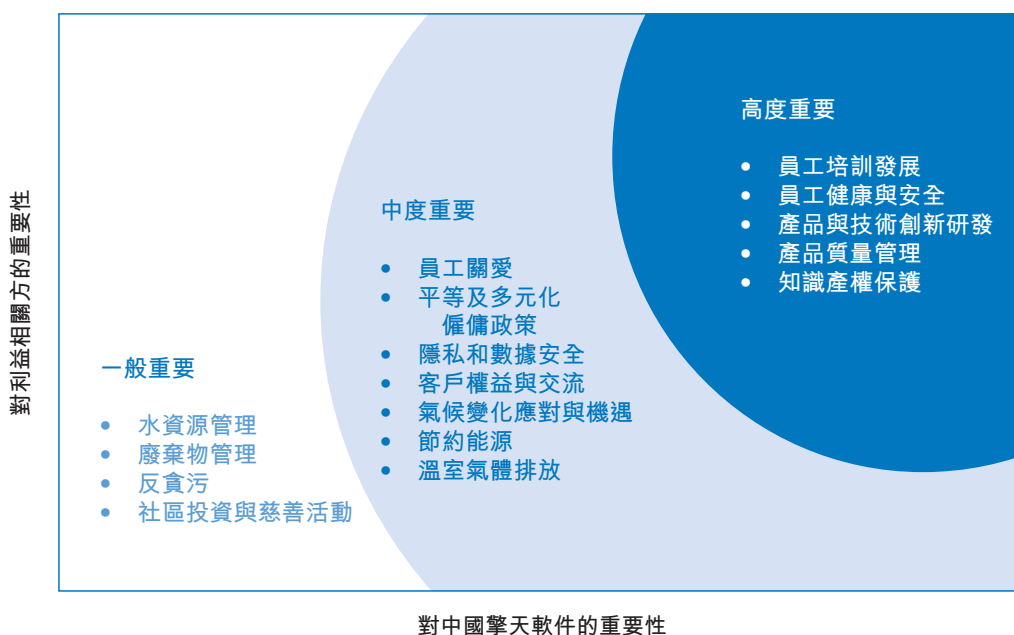 對利益相關方的重要性
一般重要
• 水資源管理
• 廢棄物管理
• 反貪污
• 社區投資與慈善活動
中度重要
• 員工關愛
• 平等及多元化
僱傭政策
• 隱私和數據安全
• 客戶權益與交流
• 氣候變化應對與機遇
• 節約能源
• 溫室氣體排放
高度重要
• 員工培訓發展
• 員工健康與安全
• 產品與技術創新研發
• 產品質量管理
• 知識產權保護
對中國擎天軟件的重要性